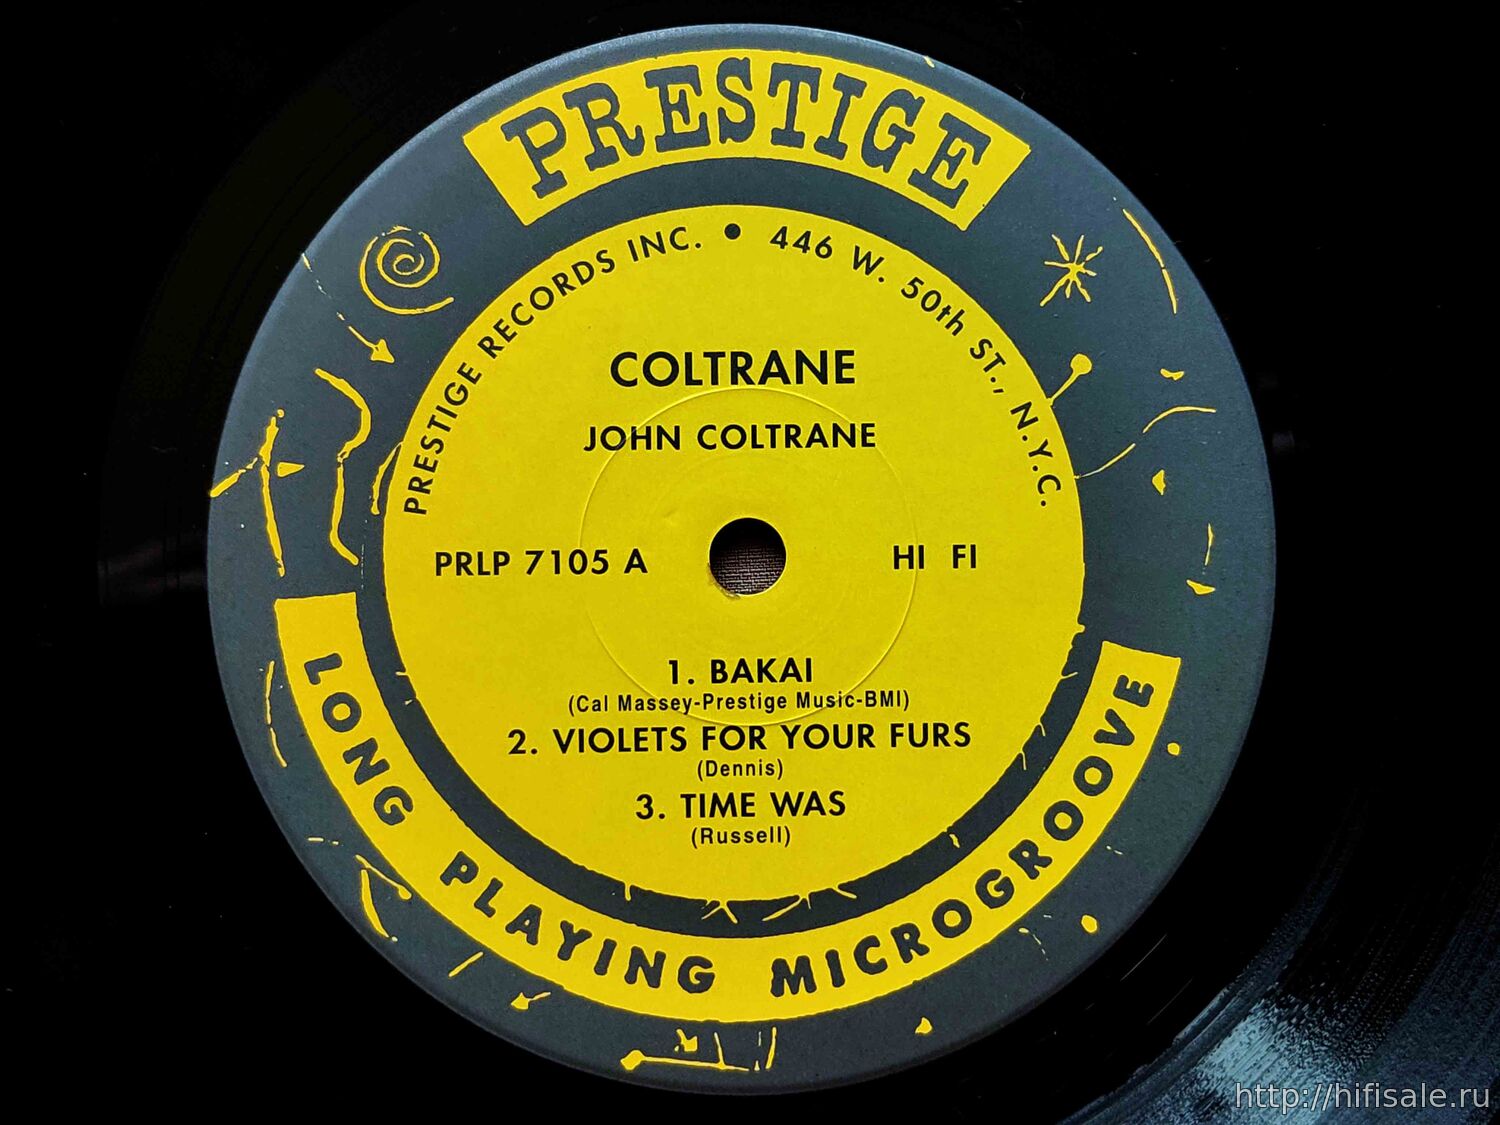 PRESTIGE
PRESTIGE RECORDS INC. • 446 W. 50th ST., N.Y.C.
COLTRANE
JOHN COLTRANE
PRLP 7105 A
HI FI
1. BAKAI
(Cal Massey-Prestige Music-BMI)
2. VIOLETS FOR YOUR FURS
(Dennis)
3. TIME WAS
(Russell)
LONG PLAYING MICROGROOVE
http://hifisale.ru